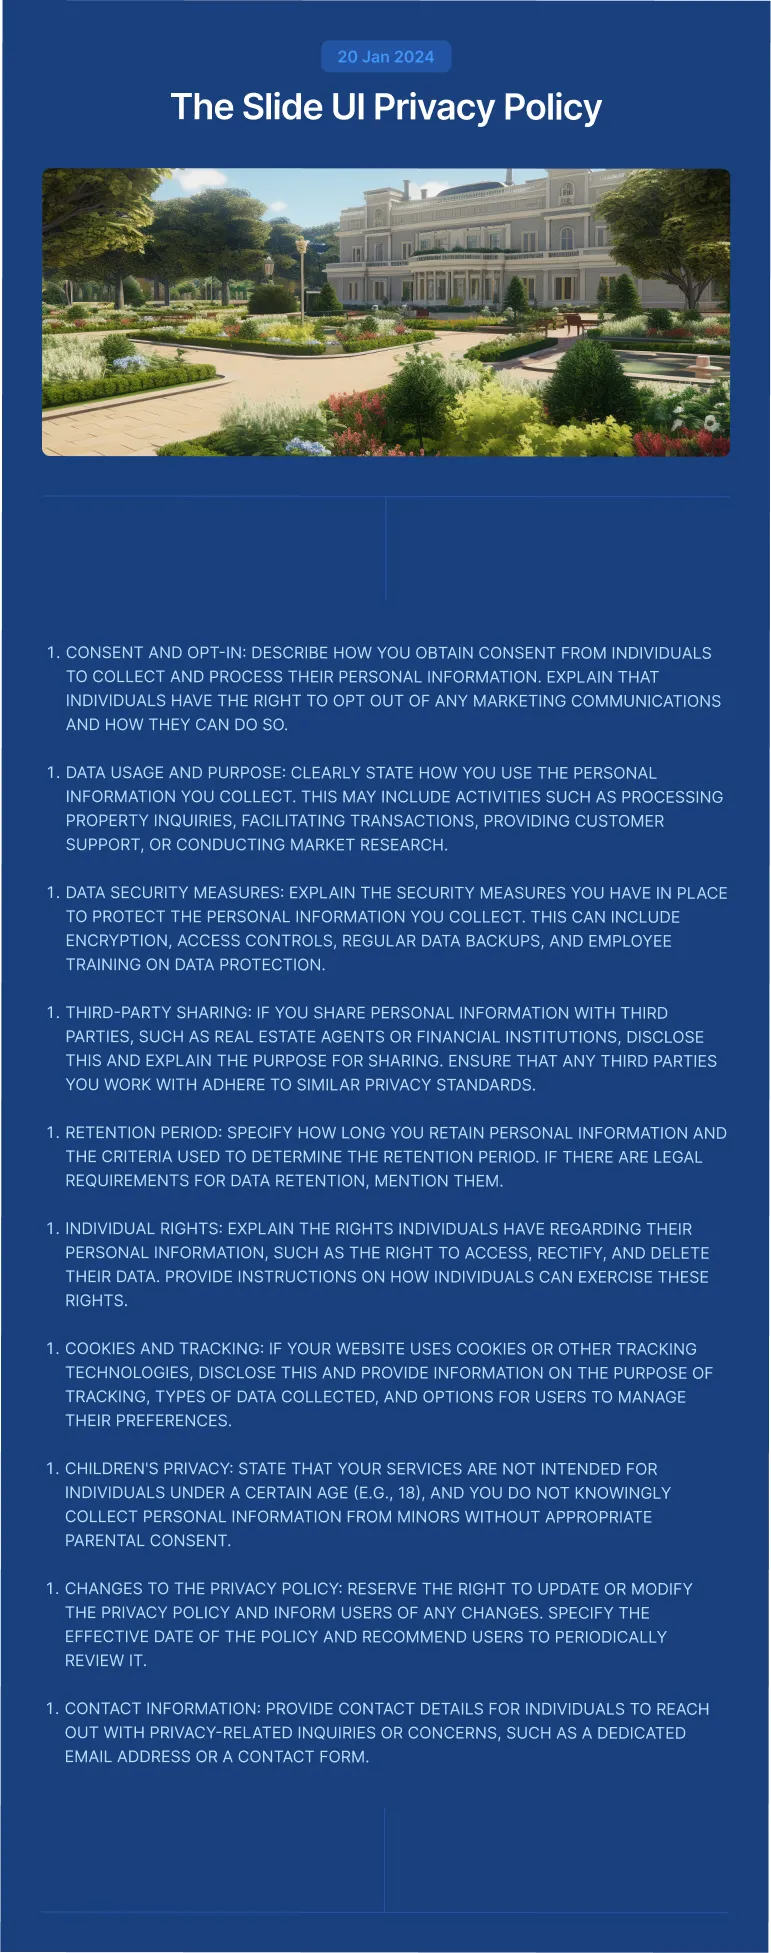 20 Jan 2024
The Slide UI Privacy Policy
1. CONSENT AND OPT-IN: DESCRIBE HOW YOU OBTAIN CONSENT FROM INDIVIDUALS
TO COLLECT AND PROCESS THEIR PERSONAL INFORMATION. EXPLAIN THAT
INDIVIDUALS HAVE THE RIGHT TO OPT OUT OF ANY MARKETING COMMUNICATIONS
AND HOW THEY CAN DO SO.
1. DATA USAGE AND PURPOSE: CLEARLY STATE HOW YOU USE THE PERSONAL
INFORMATION YOU COLLECT. THIS MAY INCLUDE ACTIVITIES SUCH AS PROCESSING
PROPERTY INQUIRIES, FACILITATING TRANSACTIONS, PROVIDING CUSTOMER
SUPPORT, OR CONDUCTING MARKET RESEARCH.
1. DATA SECURITY MEASURES: EXPLAIN THE SECURITY MEASURES YOU HAVE IN PLACE
TO PROTECT THE PERSONAL INFORMATION YOU COLLECT. THIS CAN INCLUDE
ENCRYPTION, ACCESS CONTROLS, REGULAR DATA BACKUPS, AND EMPLOYEE
TRAINING ON DATA PROTECTION.
1. THIRD-PARTY SHARING: IF YOU SHARE PERSONAL INFORMATION WITH THIRD
PARTIES, SUCH AS REAL ESTATE AGENTS OR FINANCIAL INSTITUTIONS, DISCLOSE
THIS AND EXPLAIN THE PURPOSE FOR SHARING. ENSURE THAT ANY THIRD PARTIES
YOU WORK WITH ADHERE TO SIMILAR PRIVACY STANDARDS.
1. RETENTION PERIOD: SPECIFY HOW LONG YOU RETAIN PERSONAL INFORMATION AND
THE CRITERIA USED TO DETERMINE THE RETENTION PERIOD. IF THERE ARE LEGAL
REQUIREMENTS FOR DATA RETENTION, MENTION THEM.
1. INDIVIDUAL RIGHTS: EXPLAIN THE RIGHTS INDIVIDUALS HAVE REGARDING THEIR
PERSONAL INFORMATION, SUCH AS THE RIGHT TO ACCESS, RECTIFY, AND DELETE
THEIR DATA. PROVIDE INSTRUCTIONS ON HOW INDIVIDUALS CAN EXERCISE THESE
RIGHTS.
1. COOKIES AND TRACKING: IF YOUR WEBSITE USES COOKIES OR OTHER TRACKING
TECHNOLOGIES, DISCLOSE THIS AND PROVIDE INFORMATION ON THE PURPOSE OF
TRACKING, TYPES OF DATA COLLECTED, AND OPTIONS FOR USERS TO MANAGE
THEIR PREFERENCES.
1. CHILDREN'S PRIVACY: STATE THAT YOUR SERVICES ARE NOT INTENDED FOR
INDIVIDUALS UNDER A CERTAIN AGE (E.G., 18), AND YOU DO NOT KNOWINGLY
COLLECT PERSONAL INFORMATION FROM MINORS WITHOUT APPROPRIATE
PARENTAL CONSENT.
1. CHANGES TO THE PRIVACY POLICY: RESERVE THE RIGHT TO UPDATE OR MODIFY
THE PRIVACY POLICY AND INFORM USERS OF ANY CHANGES. SPECIFY THE
EFFECTIVE DATE OF THE POLICY AND RECOMMEND USERS TO PERIODICALLY
REVIEW IT.
1. CONTACT INFORMATION: PROVIDE CONTACT DETAILS FOR INDIVIDUALS TO REACH
OUT WITH PRIVACY-RELATED INQUIRIES OR CONCERNS, SUCH AS A DEDICATED
EMAIL ADDRESS OR A CONTACT FORM.